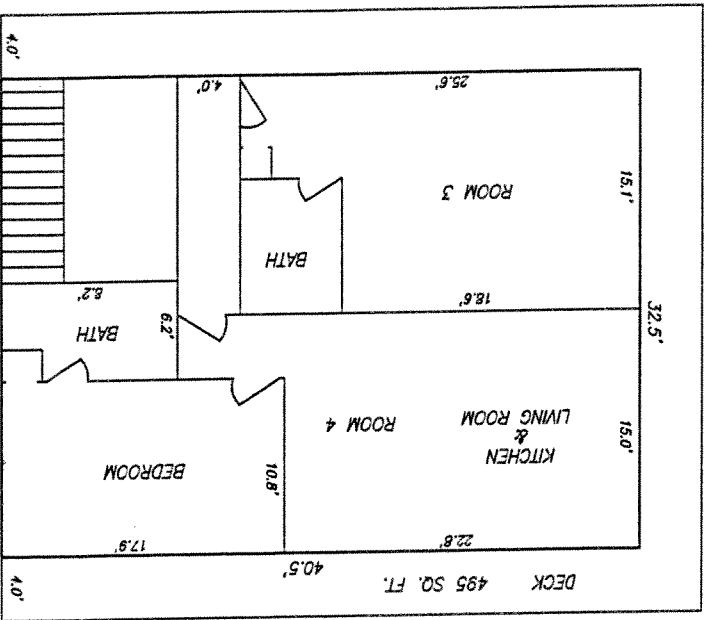 DECK 495 SQ. FT.
4.0'
40.5'
22.6'
17.9'
KITCHEN
&
LIVING ROOM
15.0'
ROOM 4
10.8'
BEDROOM
32.5'
BATH
6.2'
8.2'
18.6'
ROOM 3
15.1'
BATH
25.6'
4.0'
4.0'